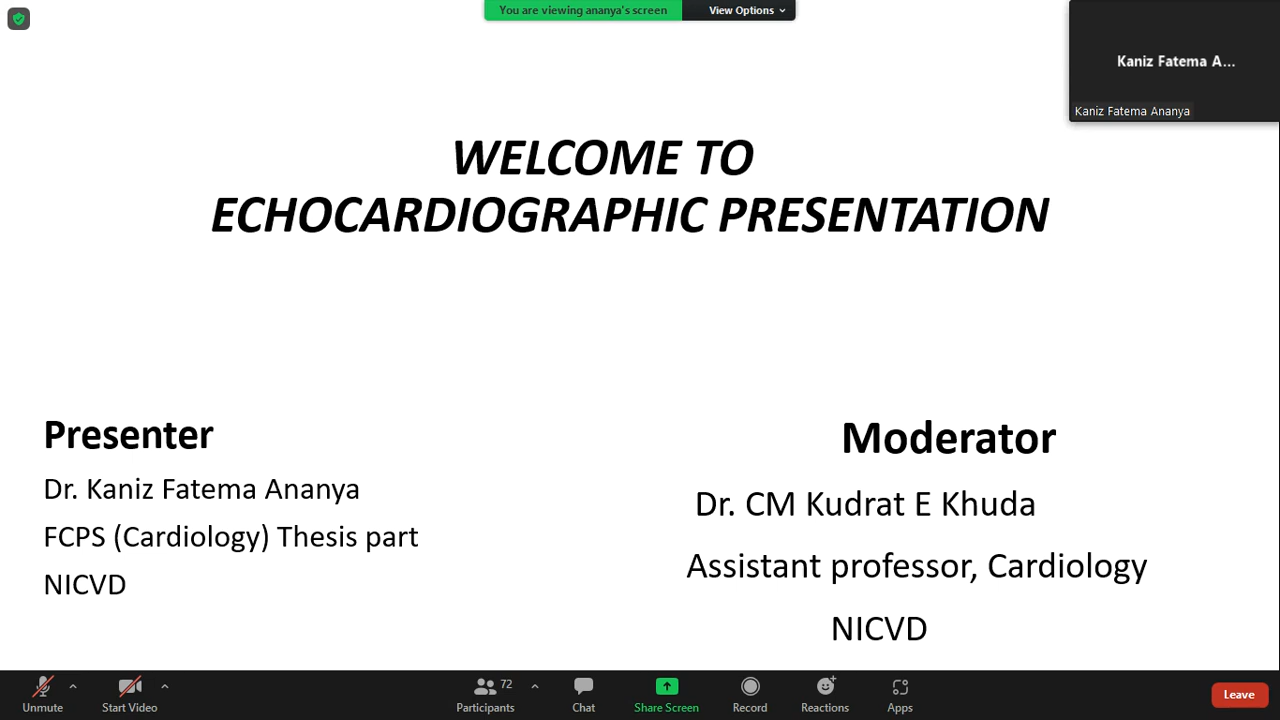 You are viewing ananya's screen
View Options
Kaniz Fatema A...
Kaniz Fatema Ananya
WELCOME TO
ECHOCARDIOGRAPHIC PRESENTATION
Presenter
Dr. Kaniz Fatema Ananya
FCPS (Cardiology) Thesis part
NICVD
Moderator
Dr. CM Kudrat E Khuda
Assistant professor, Cardiology
NICVD
Unmute
Start Video
72
Participants
Chat
Share Screen
Record
Reactions
Apps
Leave